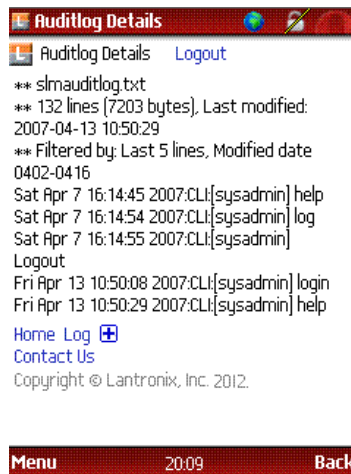 Auditlog Details
Auditlog Details Logout
** slmauditlog.txt
** 132 lines (7203 bytes), Last modified:
2007-04-13 10:50:29
** Filtered by: Last 5 lines, Modified date
0402-0416
Sat Apr 7 16:14:45 2007:CLI:[sysadmin] help
Sat Apr 7 16:14:54 2007:CLI:[sysadmin] log
Sat Apr 7 16:14:55 2007:CLI:[sysadmin]
Logout
Fri Apr 13 10:50:08 2007:CLI:[sysadmin] login
Fri Apr 13 10:50:29 2007:CLI:[sysadmin] help
Home Log
Contact Us
Copyright © Lantronix, Inc. 2012.
Menu 20:09 Back